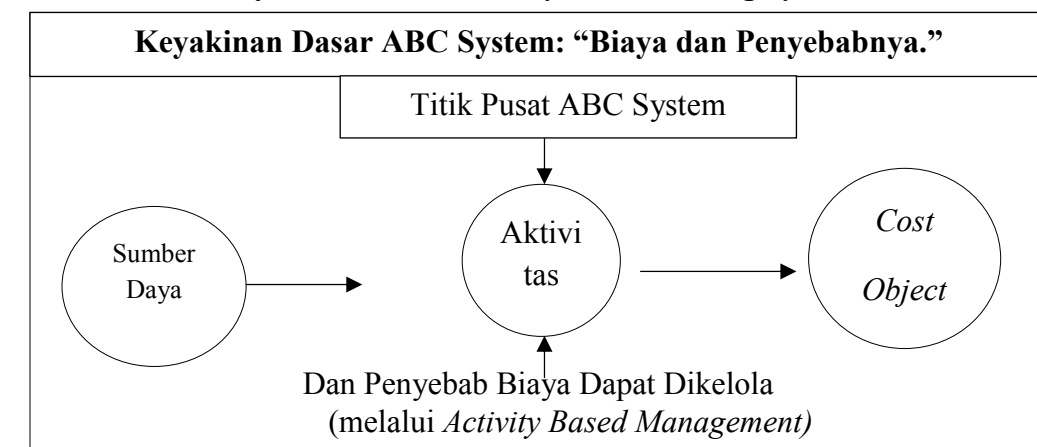 Keyakinan Dasar ABC System: “Biaya dan Penyebabnya.”
Titik Pusat ABC System
Sumber
Daya
Aktivi
tas
Cost
Object
Dan Penyebab Biaya Dapat Dikelola
(melalui Activity Based Management)